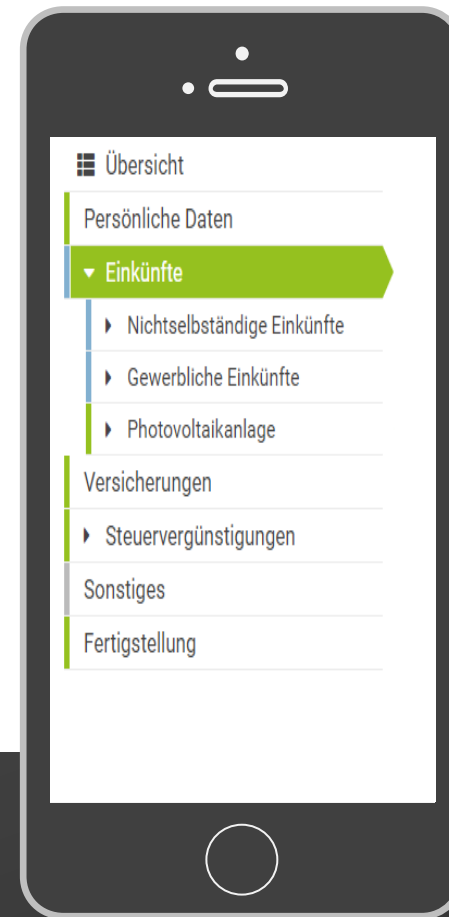 Übersicht
Persönliche Daten
Einkünfte
Nichtselbständige Einkünfte
Gewerbliche Einkünfte
Photovoltaikanlage
Versicherungen
Steuervergünstigungen
Sonstiges
Fertigstellung